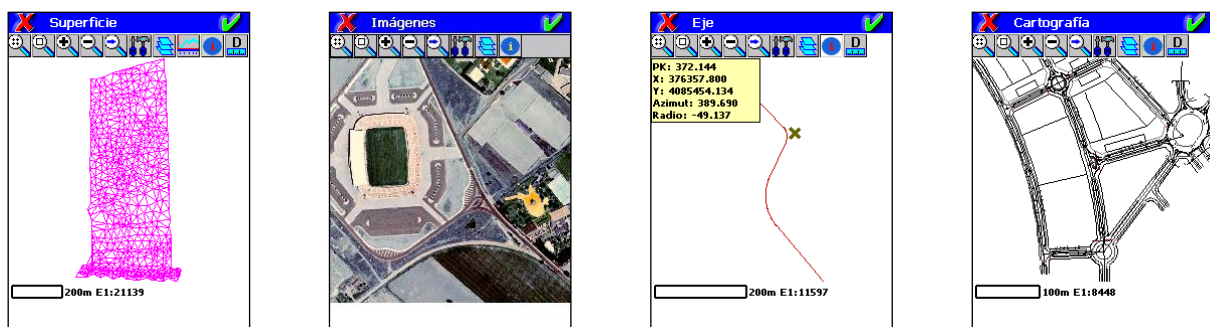 Superficie
D
200m E1:21139
Imágenes
Eje
D
PK: 372.144
X: 376357.800
Y: 4085454.134
Azimut: 389.690
Radio: -49.137
200m E1:11597
Cartografía
D
100m E1:8448